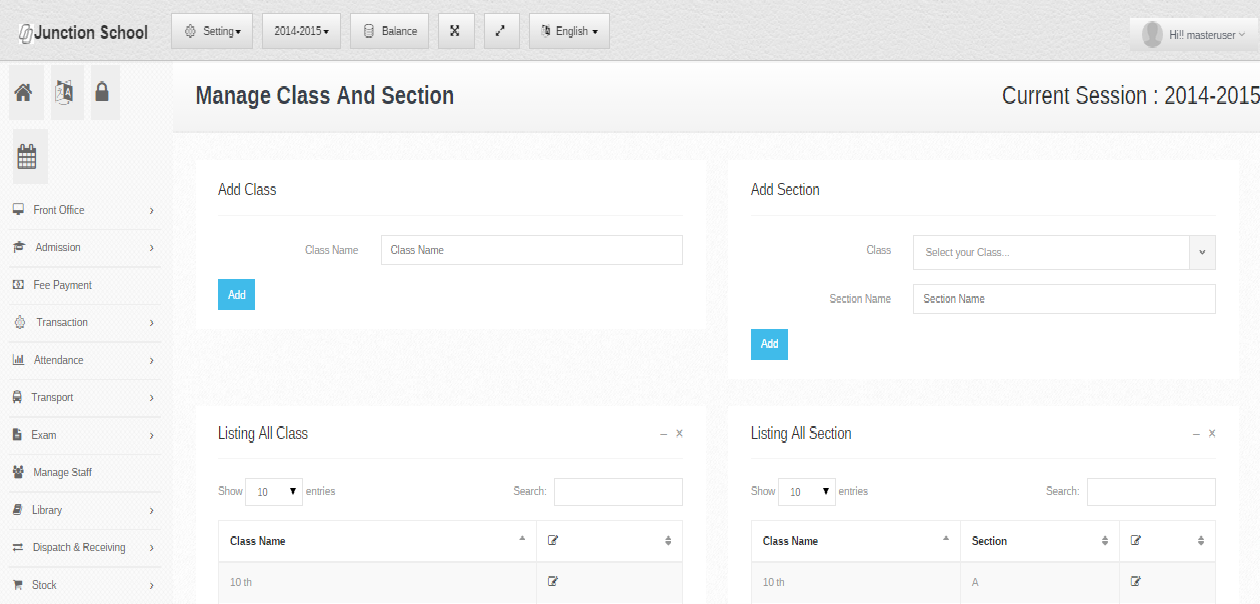 Junction School
Setting
2014-2015
Balance
English
Hi!! masteruser
Manage Class And Section
Current Session : 2014-2015
Front Office
Admission
Fee Payment
Transaction
Attendance
Transport
Exam
Manage Staff
Library
Dispatch & Receiving
Stock
Add Class
Class Name
Class Name
Add
Add Section
Class
Select your Class...
Section Name
Section Name
Add
Listing All Class
Show 10 entries
Search:
Class Name
10 th
Listing All Section
Show 10 entries
Search:
Class Name Section
10 th A